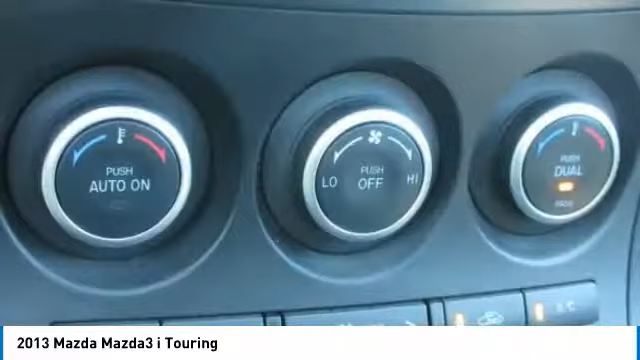 PUSH
AUTO ON
PUSH
OFF
LO
HI
PUSH
DUAL
2013 Mazda Mazda3 i Touring